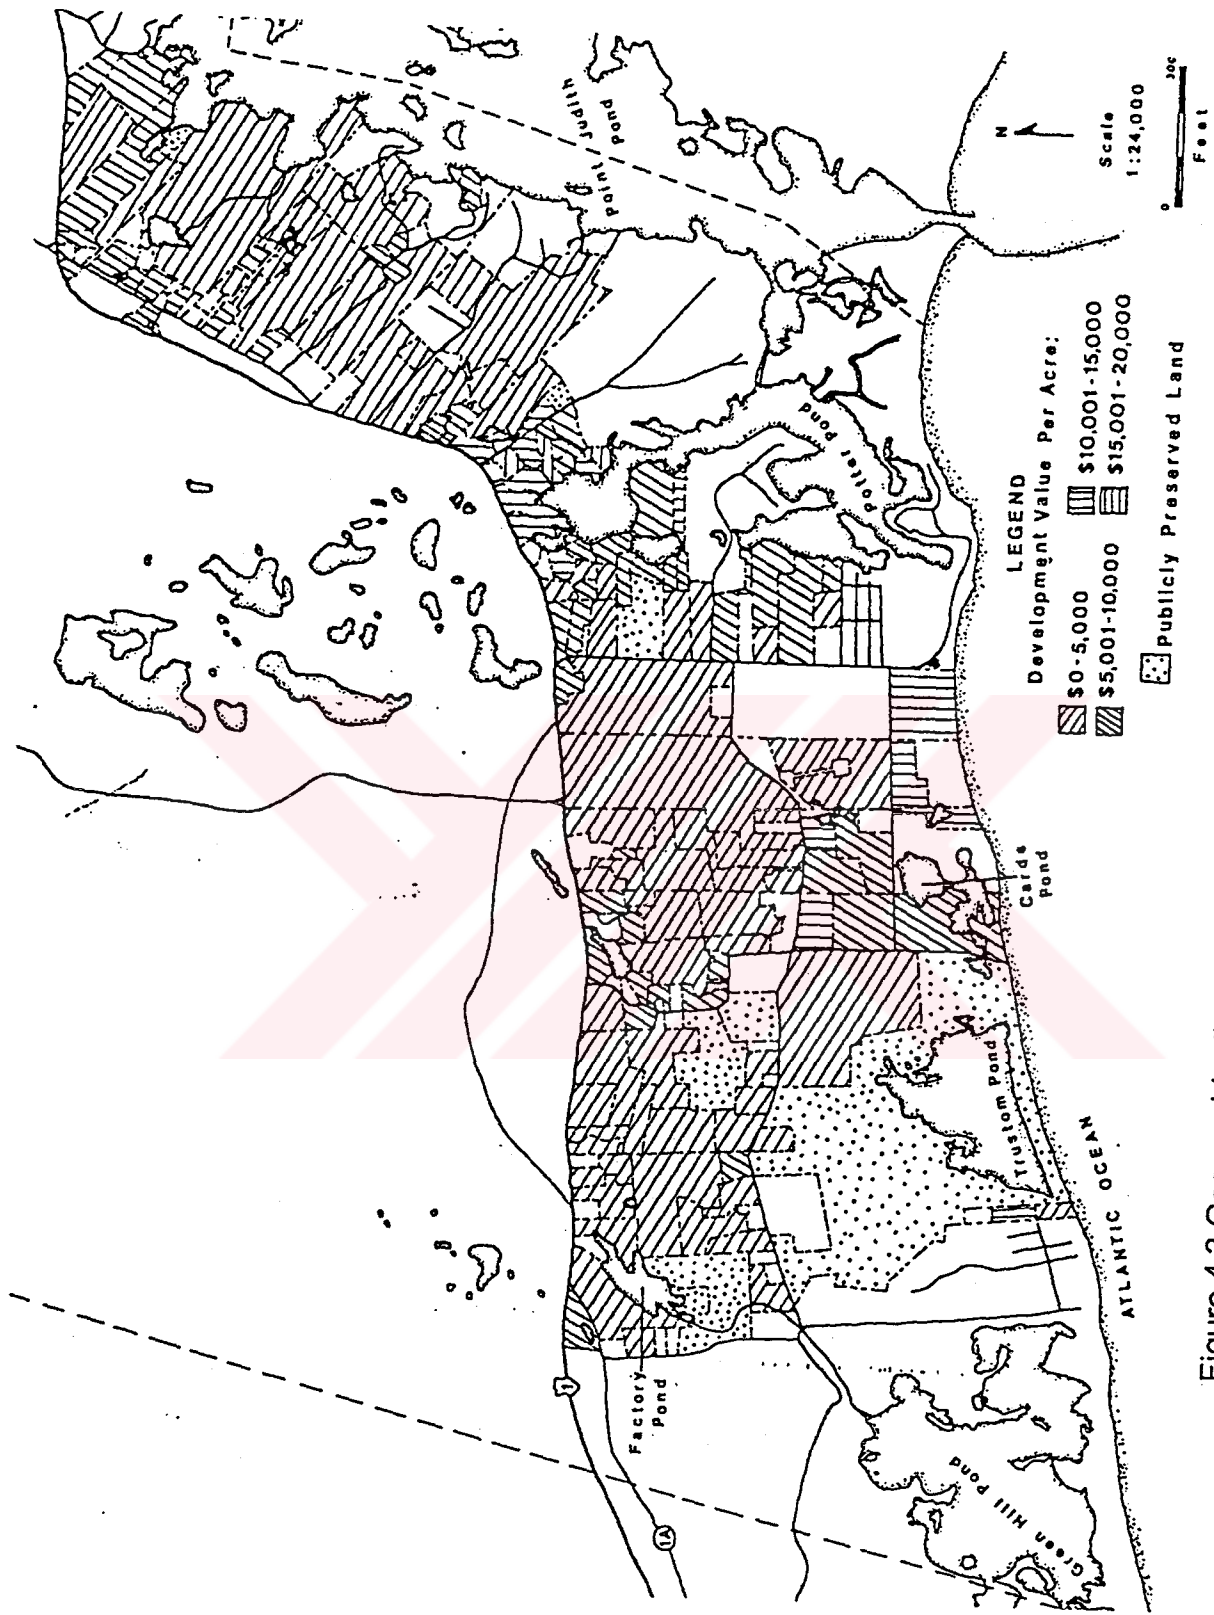 Point Judith
Pond
Potter Pond
Factory
Pond
Cards
Pond
Trustom Pond
Green Hill Pond
ATLANTIC OCEAN
1
1A
N
Scale
1:24,000
0
Feet
LEGEND
Development Value Per Acre:
$0-5,000
$5,001-10,000
$10,001-15,000
$15,001-20,000
Publicly Preserved Land
Figure 4.3